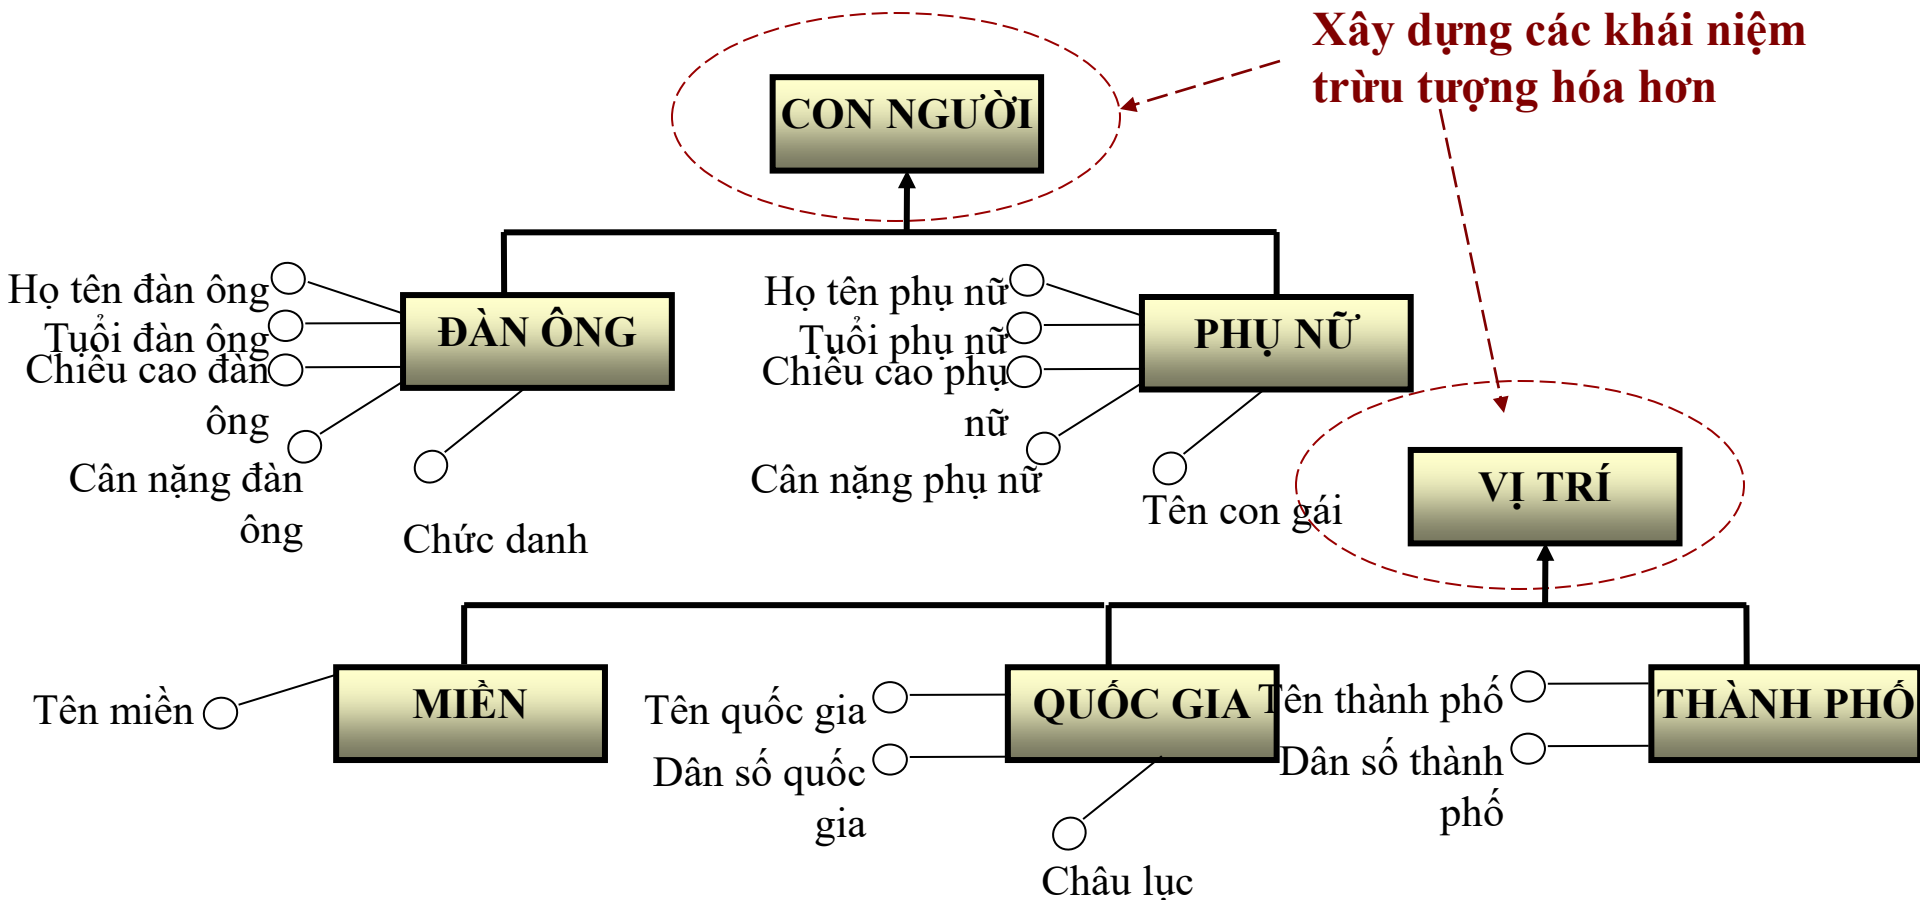 Xây dựng các khái niệm
trừu tượng hóa hơn
CON NGƯỜI
Họ tên đàn ông
Tuổi đàn ông
Chiều cao đàn
ông
Cân nặng đàn
ông
ĐÀN ÔNG
Chức danh
Họ tên phụ nữ
Tuổi phụ nữ
Chiều cao phụ
nữ
Cân nặng phụ nữ
PHỤ NỮ
Tên con gái
VỊ TRÍ
Tên miền
MIỀN
Tên quốc gia
Dân số quốc
gia
QUỐC GIA
Châu lục
Tên thành phố
Dân số thành
phố
THÀNH PHỐ